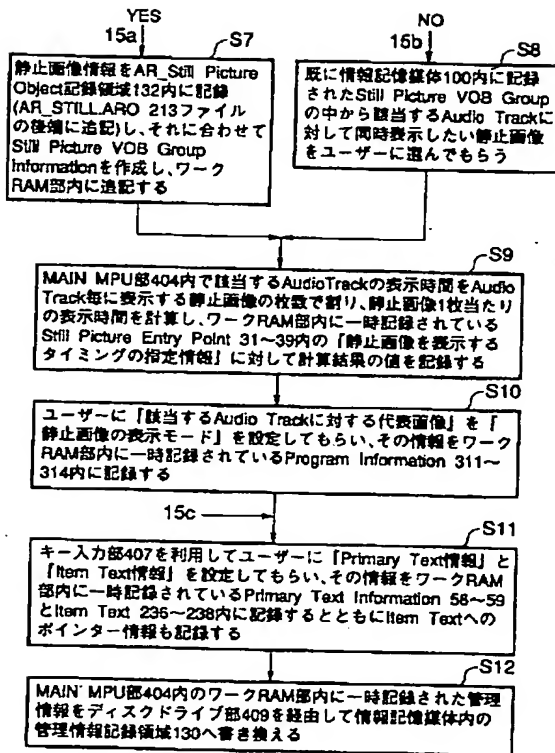 YES
15a
S7
静止画像情報をAR_Still Picture
Object記録領域132内に記録
(AR_STILL.ARO 213ファイル
の後端に追記)し、それに合わせて
Still Picture VOB Group
Informationを作成し、ワーク
RAM部内に追記する
NO
15b
S8
既に情報記憶媒体100内に記録
されたStill Picture VOB Group
の中から該当するAudio Trackに
対して同時表示したい静止画像
をユーザーに選んでもらう
S9
MAIN MPU部404内で該当するAudioTrackの表示時間をAudio
Track毎に表示する静止画像の枚数で割り、静止画像1枚当たり
の表示時間を計算し、ワークRAM部内に一時記録されている
Still Picture Entry Point 31~39内の『静止画像を表示する
タイミングの指定情報』に対して計算結果の値を記録する
S10
ユーザーに『該当するAudio Trackに対する代表画像』を『
静止画像の表示モード』を設定してもらい、その情報をワーク
RAM部内に一時記録されているProgram Information 311~
314内に記録する
15c
S11
キー入力部407を利用してユーザーに『Primary Text情報』と
『Item Text情報』を設定してもらい、その情報をワークRAM
部内に一時記録されているPrimary Text Information 56~59
とItem Text 236~238内に記録するとともにItem Textへの
ポインター情報も記録する
S12
MAIN MPU部404内のワークRAM部内に一時記録された管理
情報をディスクドライブ部409を経由して情報記憶媒体内の
管理情報記録領域130へ書き換える